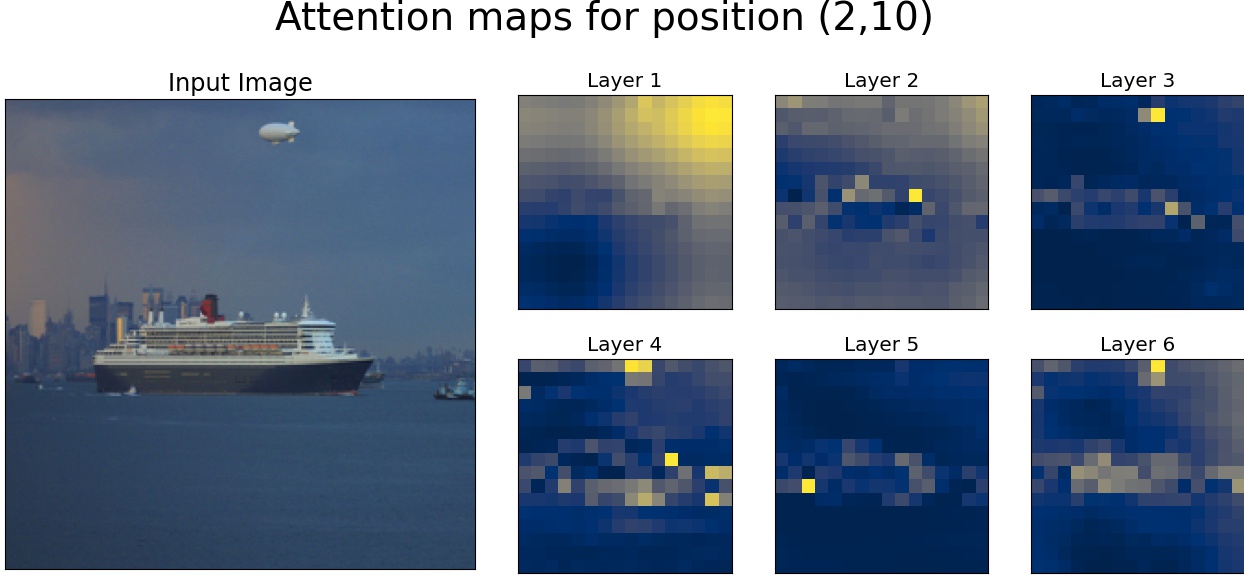 Attention maps for position (2,10)
Input Image
Layer 1
Layer 2
Layer 3
Layer 4
Layer 5
Layer 6